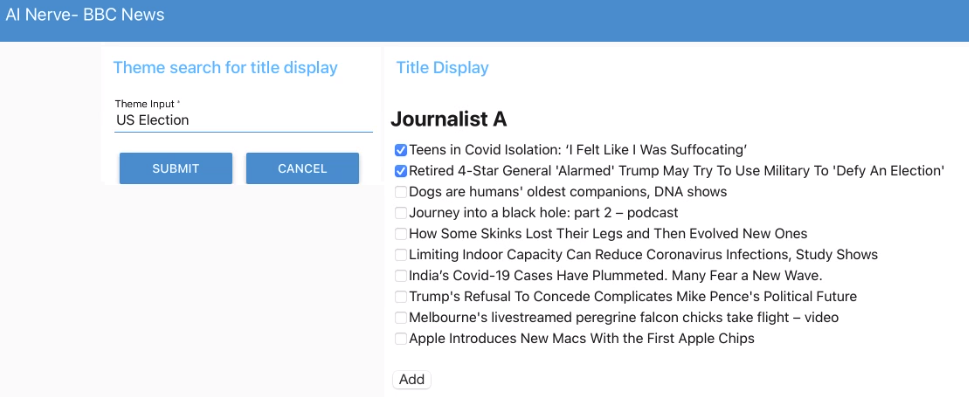 AI Nerve- BBC News
Theme search for title display
Theme Input *
US Election
SUBMIT
CANCEL
Title Display
Journalist A
Teens in Covid Isolation: ‘I Felt Like I Was Suffocating’
Retired 4-Star General 'Alarmed' Trump May Try To Use Military To 'Defy An Election'
Dogs are humans' oldest companions, DNA shows
Journey into a black hole: part 2 – podcast
How Some Skinks Lost Their Legs and Then Evolved New Ones
Limiting Indoor Capacity Can Reduce Coronavirus Infections, Study Shows
India’s Covid-19 Cases Have Plummeted. Many Fear a New Wave.
Trump's Refusal To Concede Complicates Mike Pence's Political Future
Melbourne's livestreamed peregrine falcon chicks take flight – video
Apple Introduces New Macs With the First Apple Chips
Add